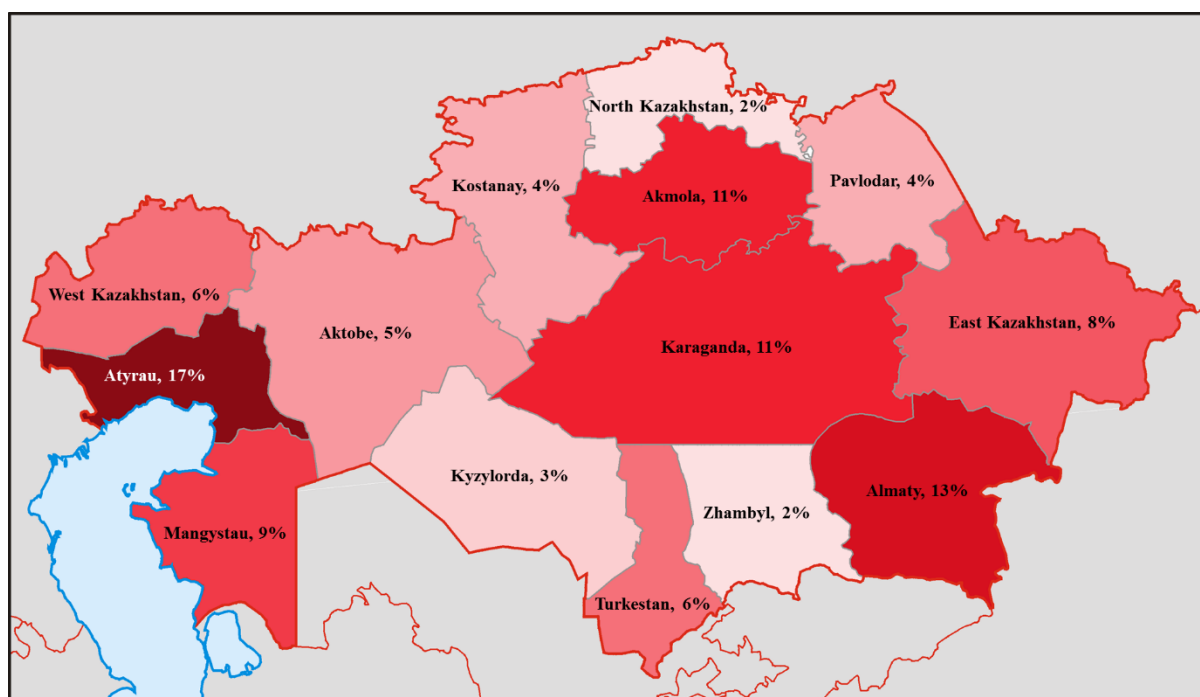 North Kazakhstan, 2%
Kostanay, 4%
Akmola, 11%
Pavlodar, 4%
West Kazakhstan, 6%
Aktobe, 5%
Karaganda, 11%
East Kazakhstan, 8%
Atyrau, 17%
Kyzylorda, 3%
Almaty, 13%
Zhambyl, 2%
Mangystau, 9%
Turkestan, 6%